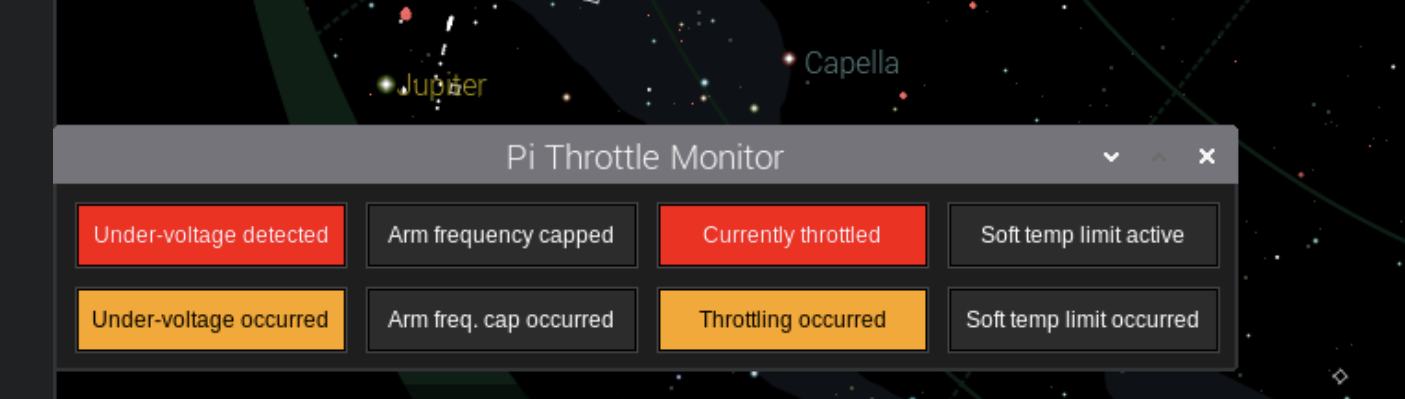 Jupiter
Capella
Pi Throttle Monitor
Under-voltage detected
Arm frequency capped
Currently throttled
Soft temp limit active
Under-voltage occurred
Arm freq. cap occurred
Throttling occurred
Soft temp limit occurred